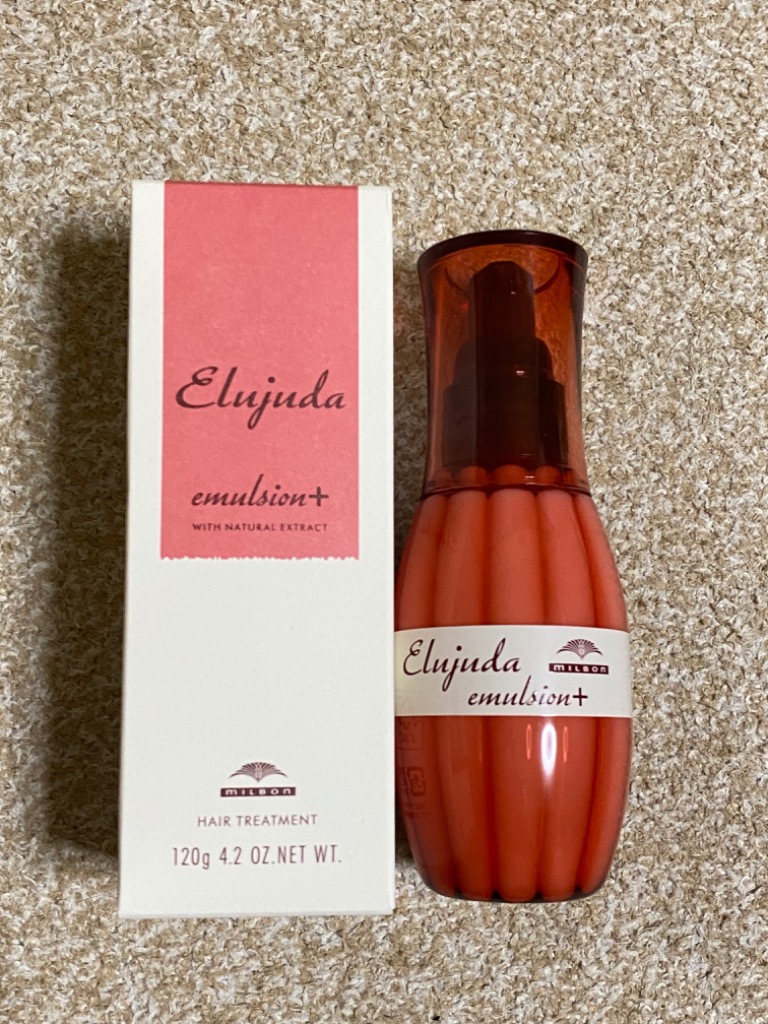 Elujuda
emulsion+
WITH NATURAL EXTRACT
MILBON
HAIR TREATMENT
120g 4.2 OZ.NET WT.
Elujuda
MILBON
emulsion+